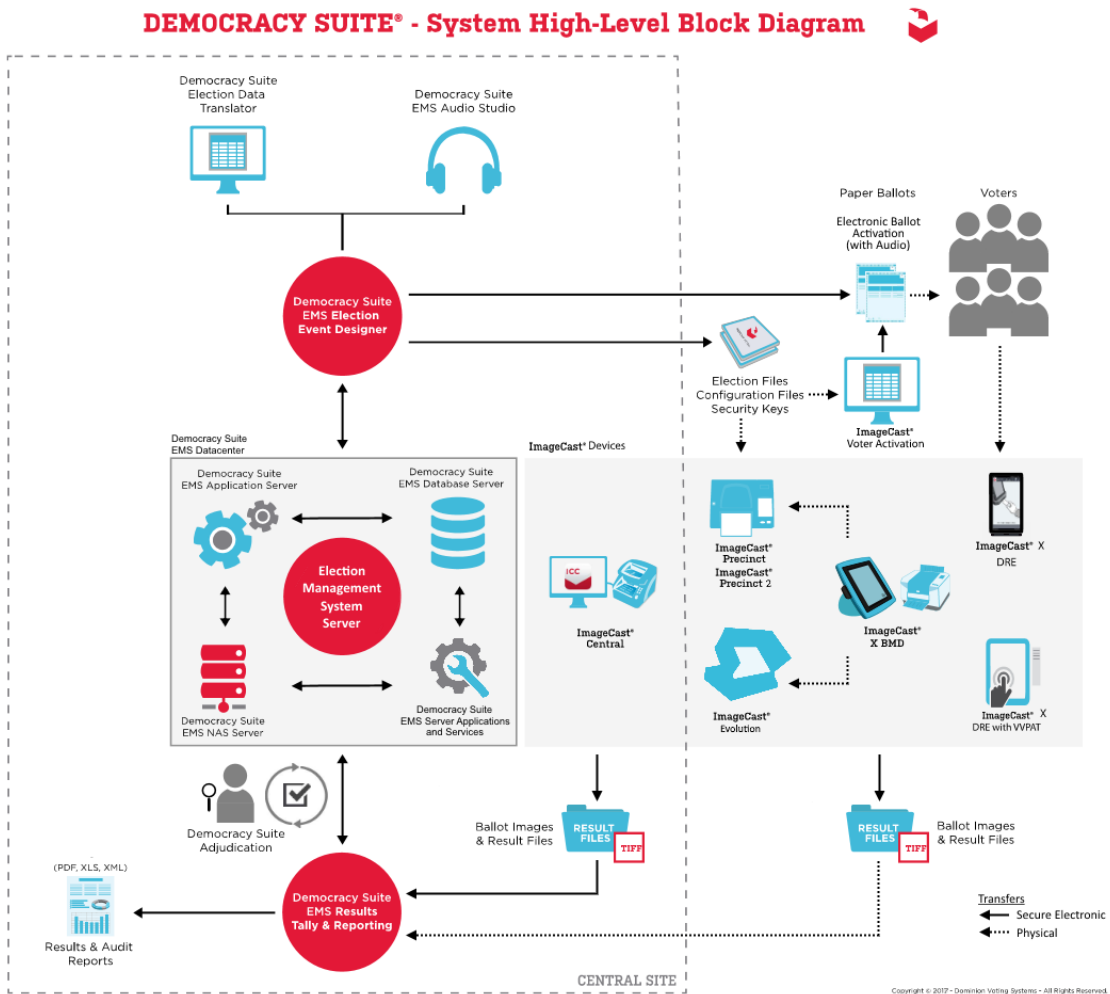 DEMOCRACY SUITE® - System High-Level Block Diagram
Democracy Suite
Election Data
Translator
Democracy Suite
EMS Audio Studio
Paper Ballots
Voters
Electronic Ballot
Activation
(with Audio)
Democracy Suite
EMS Election
Event Designer
Election Files
Configuration Files
Security Keys
ImageCast®
Voter Activation
Democracy Suite
EMS Datacenter
ImageCast® Devices
Democracy Suite
EMS Application Server
Democracy Suite
EMS Database Server
Election
Management
System
Server
Democracy Suite
EMS NAS Server
Democracy Suite
EMS Server Applications
and Services
ICC
ImageCast®
Central
ImageCast®
Precinct
ImageCast®
Precinct 2
ImageCast®
X BMD
ImageCast®
Evolution
ImageCast® X
DRE
ImageCast® X
DRE with VVPAT
Democracy Suite
Adjudication
Ballot Images
& Result Files
RESULT
FILES
TIFF
RESULT
FILES
TIFF
Ballot Images
& Result Files
(PDF, XLS, XML)
Results & Audit
Reports
Democracy Suite
EMS Results
Tally & Reporting
Transfers
Secure Electronic
Physical
CENTRAL SITE
Copyright © 2017 - Dominion Voting Systems - All Rights Reserved.